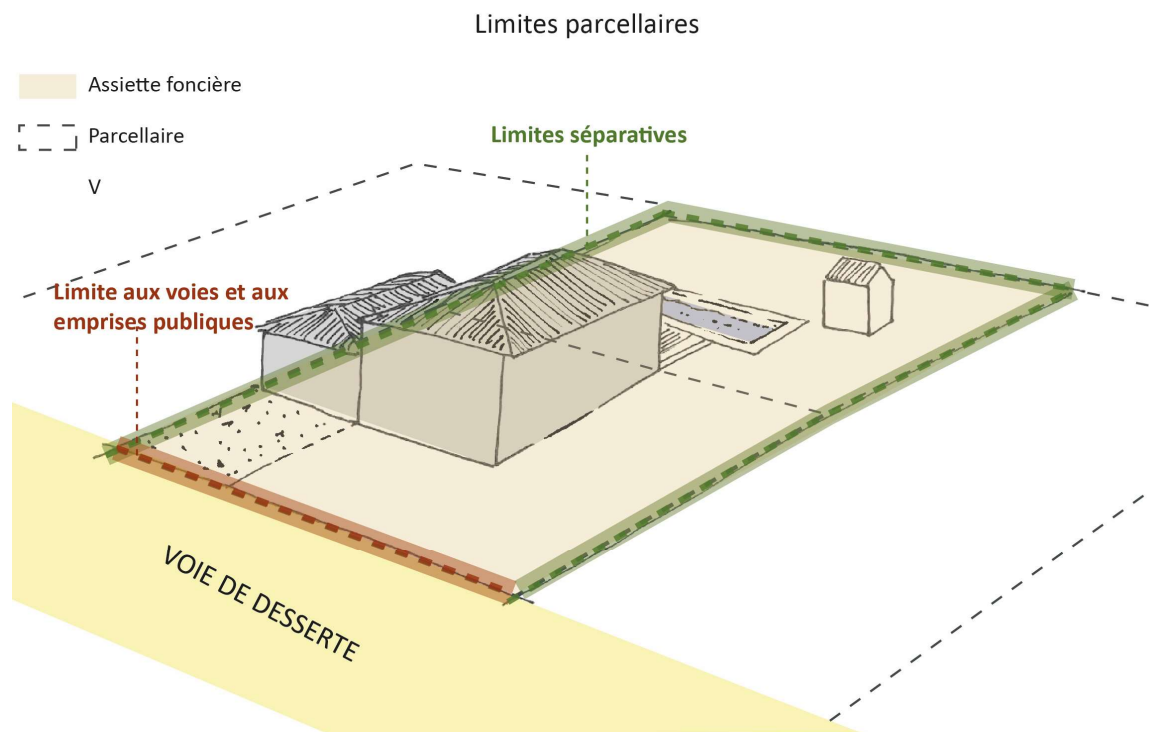 Limites parcellaires
Assiette foncière
Parcellaire
V
Limites séparatives
Limite aux voies et aux
emprises publiques
VOIE DE DESSERTE